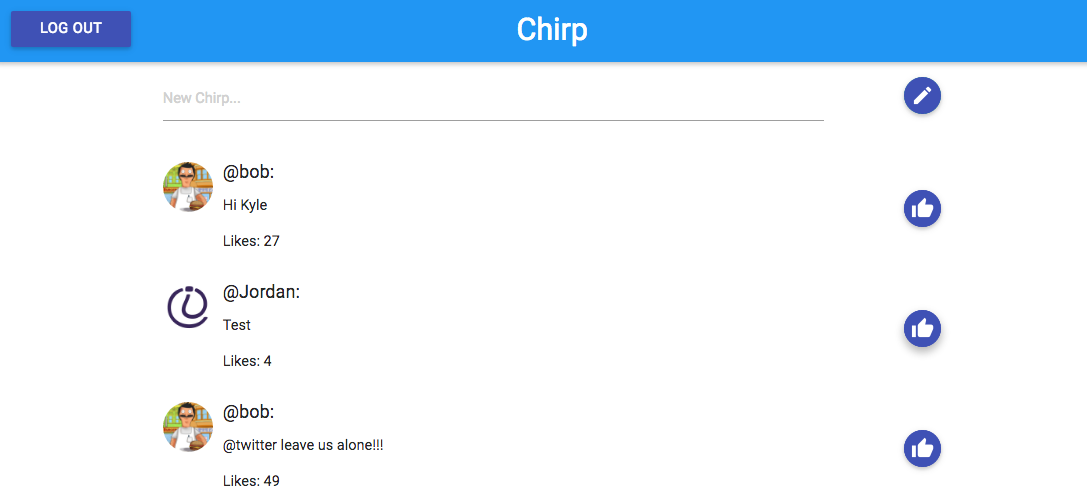 LOG OUT
Chirp
New Chirp...
@bob:
Hi Kyle
Likes: 27
@Jordan:
Test
Likes: 4
@bob:
@twitter leave us alone!!!
Likes: 49